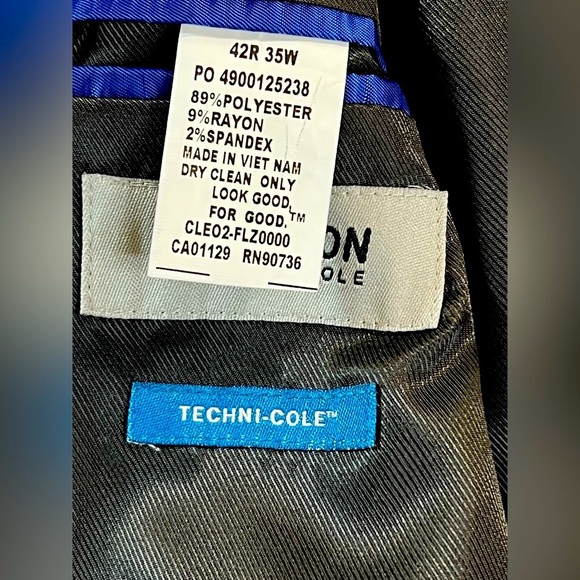 42R 35W
PO 4900125238
89%POLYESTER
9%RAYON
2%SPANDEX
MADE IN VIET NAM
DRY CLEAN ONLY
LOOK GOOD,
FOR GOOD.™
CLEO2-FLZ0000
CA01129 RN90736
ON
OLE
TECHNI-COLE™